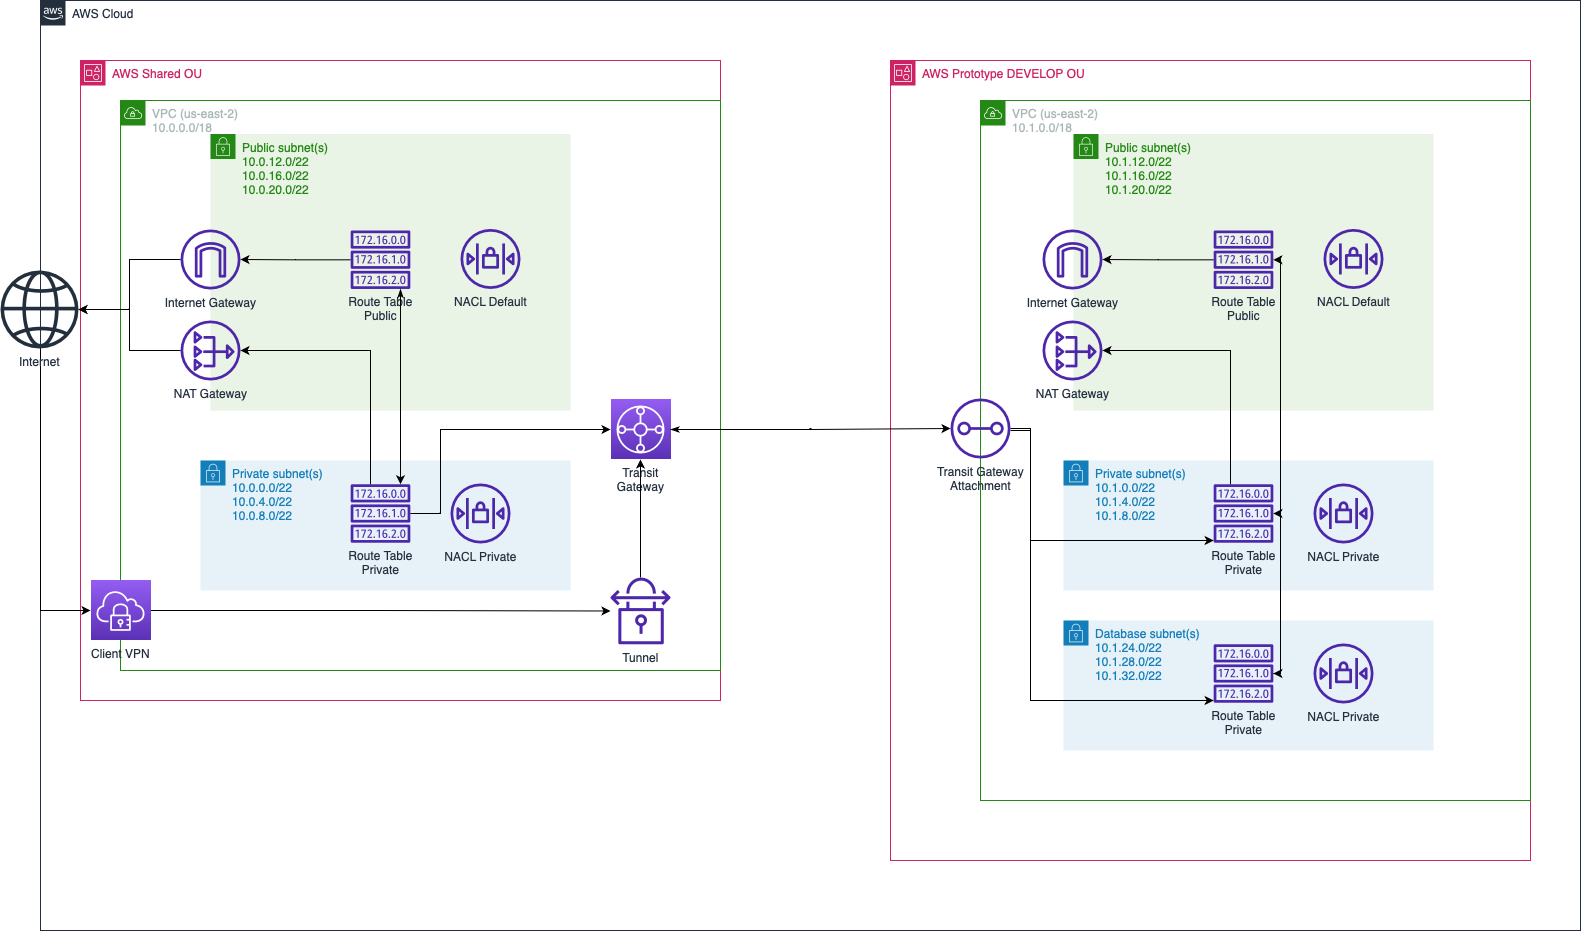 aws
AWS Cloud
AWS Shared OU
VPC (us-east-2)
10.0.0.0/18
Public subnet(s)
10.0.12.0/22
10.0.16.0/22
10.0.20.0/22
172.16.0.0
172.16.1.0
172.16.2.0
Internet Gateway
Route Table
Public
NACL Default
Internet
NAT Gateway
Transit
Gateway
Private subnet(s)
10.0.0.0/22
10.0.4.0/22
10.0.8.0/22
172.16.0.0
172.16.1.0
172.16.2.0
Route Table
Private
NACL Private
Client VPN
Tunnel
AWS Prototype DEVELOP OU
VPC (us-east-2)
10.1.0.0/18
Public subnet(s)
10.1.12.0/22
10.1.16.0/22
10.1.20.0/22
172.16.0.0
172.16.1.0
172.16.2.0
Internet Gateway
Route Table
Public
NACL Default
NAT Gateway
Transit Gateway
Attachment
Private subnet(s)
10.1.0.0/22
10.1.4.0/22
10.1.8.0/22
172.16.0.0
172.16.1.0
172.16.2.0
Route Table
Private
NACL Private
Database subnet(s)
10.1.24.0/22
10.1.28.0/22
10.1.32.0/22
172.16.0.0
172.16.1.0
172.16.2.0
Route Table
Private
NACL Private